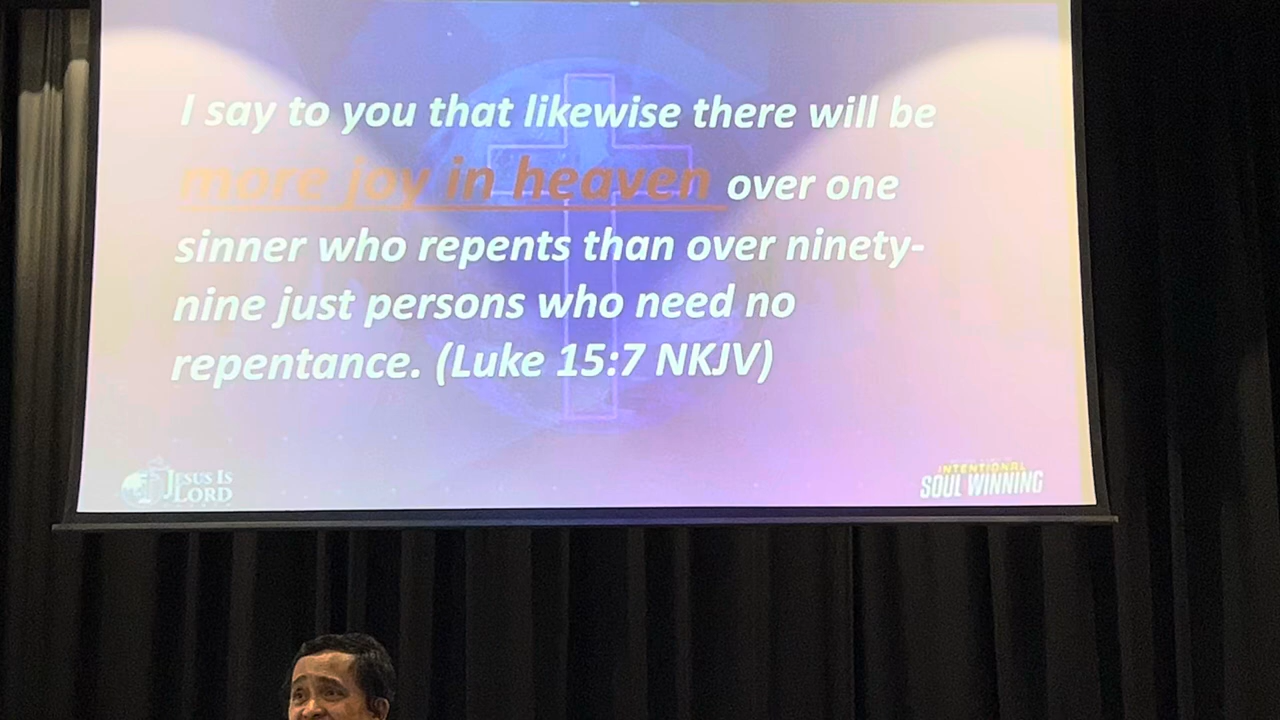 I say to you that likewise there will be
more joy in heaven over one
sinner who repents than over ninety-
nine just persons who need no
repentance. (Luke 15:7 NKJV)
JESUS IS
LORD
INTENTIONAL
SOUL WINNING